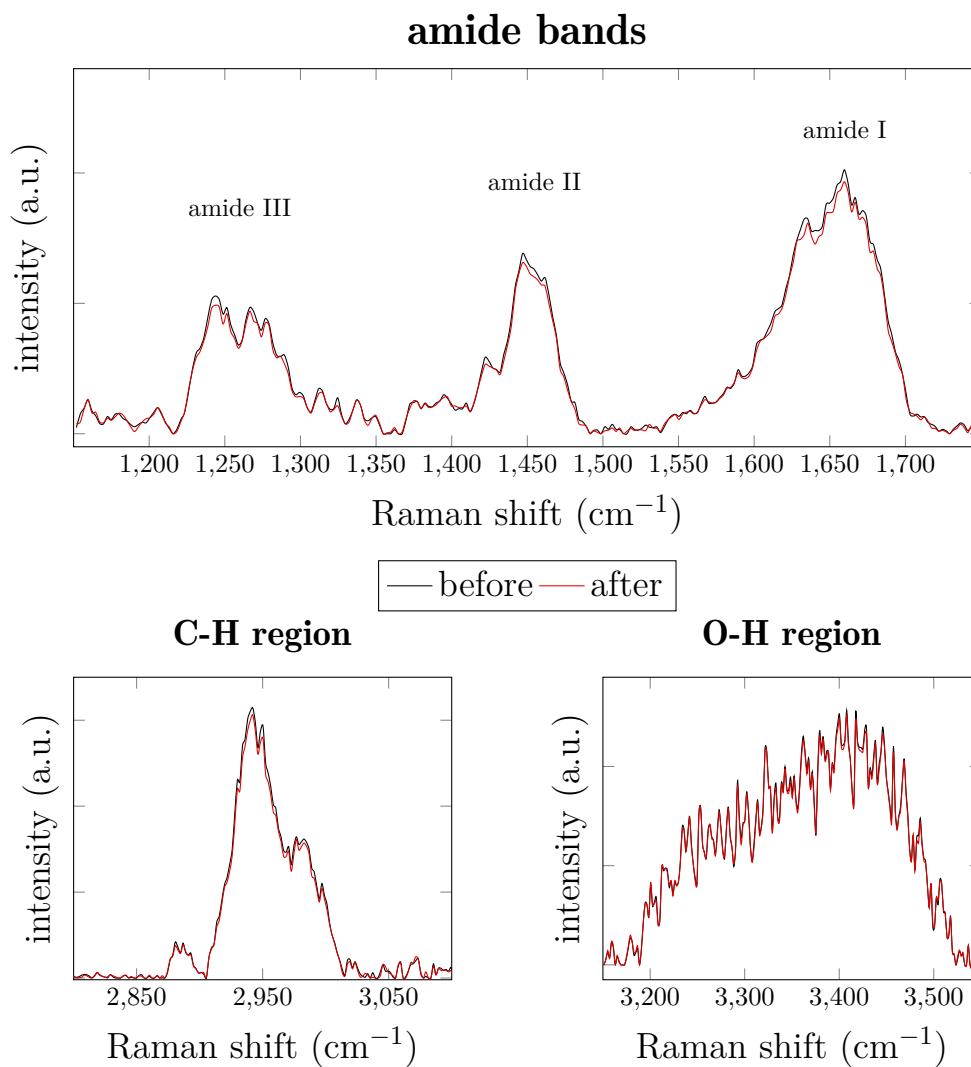 amide bands
intensity (a.u.)
amide III
amide II
amide I
1,200 1,250 1,300 1,350 1,400 1,450 1,500 1,550 1,600 1,650 1,700
Raman shift (cm⁻¹)
before after
C-H region
intensity (a.u.)
2,850 2,950 3,050
Raman shift (cm⁻¹)
O-H region
intensity (a.u.)
3,200 3,300 3,400 3,500
Raman shift (cm⁻¹)